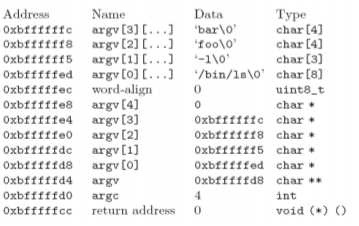 Address Name Data Type
0xbffffffc argv[3][...] 'bar\0' char[4]
0xbffffff8 argv[2][...] 'foo\0' char[4]
0xbffffff5 argv[1][...] '-l\0' char[3]
0xbfffffed argv[0][...] '/bin/ls\0' char[8]
0xbfffffec word-align 0 uint8_t
0xbfffffe8 argv[4] 0 char *
0xbfffffe4 argv[3] 0xbffffffc char *
0xbfffffe0 argv[2] 0xbffffff8 char *
0xbfffffdc argv[1] 0xbffffff5 char *
0xbfffffd8 argv[0] 0xbfffffed char *
0xbfffffd4 argv 0xbfffffd8 char **
0xbfffffd0 argc 4 int
0xbfffffcc return address 0 void (*) ()